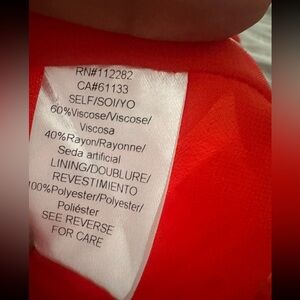 RN#112282
CA#61133
SELF/SOI/YO
60%Viscose/Viscose/
Viscosa
40%Rayon/Rayonne/
Seda artificial
LINING/DOUBLURE/
REVESTIMIENTO
100%Polyester/Polyester/
Poliéster
SEE REVERSE
FOR CARE